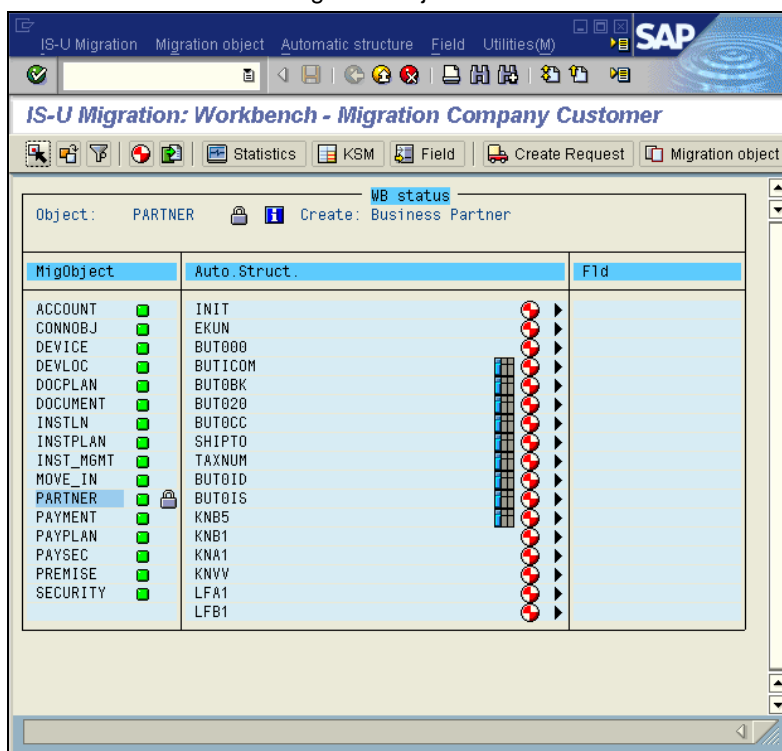 IS-U Migration Migration object Automatic structure Field Utilities(M)
SAP
IS-U Migration: Workbench - Migration Company Customer
Statistics KSM Field Create Request Migration object
WB status
Object: PARTNER Create: Business Partner
MigObject Auto.Struct. Fld
ACCOUNT INIT
CONNOBJ EKUN
DEVICE BUT000
DEVLOC BUTICOM
DOCPLAN BUT0BK
DOCUMENT BUT020
INSTLN BUT0CC
INSTPLAN SHIPTO
INST_MGMT TAXNUM
MOVE_IN BUT0ID
PARTNER BUT0IS
PAYMENT KNB5
PAYPLAN KNB1
PAYSEC KNA1
PREMISE KNVV
SECURITY LFA1
LFB1